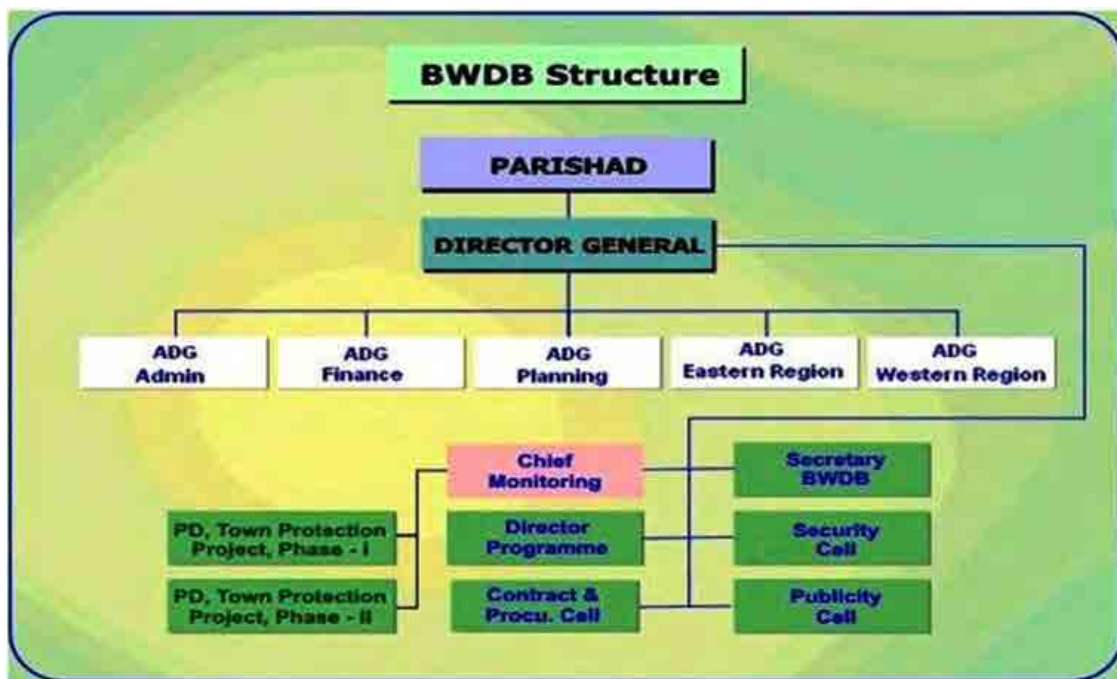 BWDB Structure
PARISHAD
DIRECTOR GENERAL
ADG
Admin
ADG
Finance
ADG
Planning
ADG
Eastern Region
ADG
Western Region
Chief
Monitoring
Secretary
BWDB
PD, Town Protection
Project, Phase - I
Director
Programme
Security
Cell
PD, Town Protection
Project, Phase - II
Contract &
Procu. Cell
Publicity
Cell